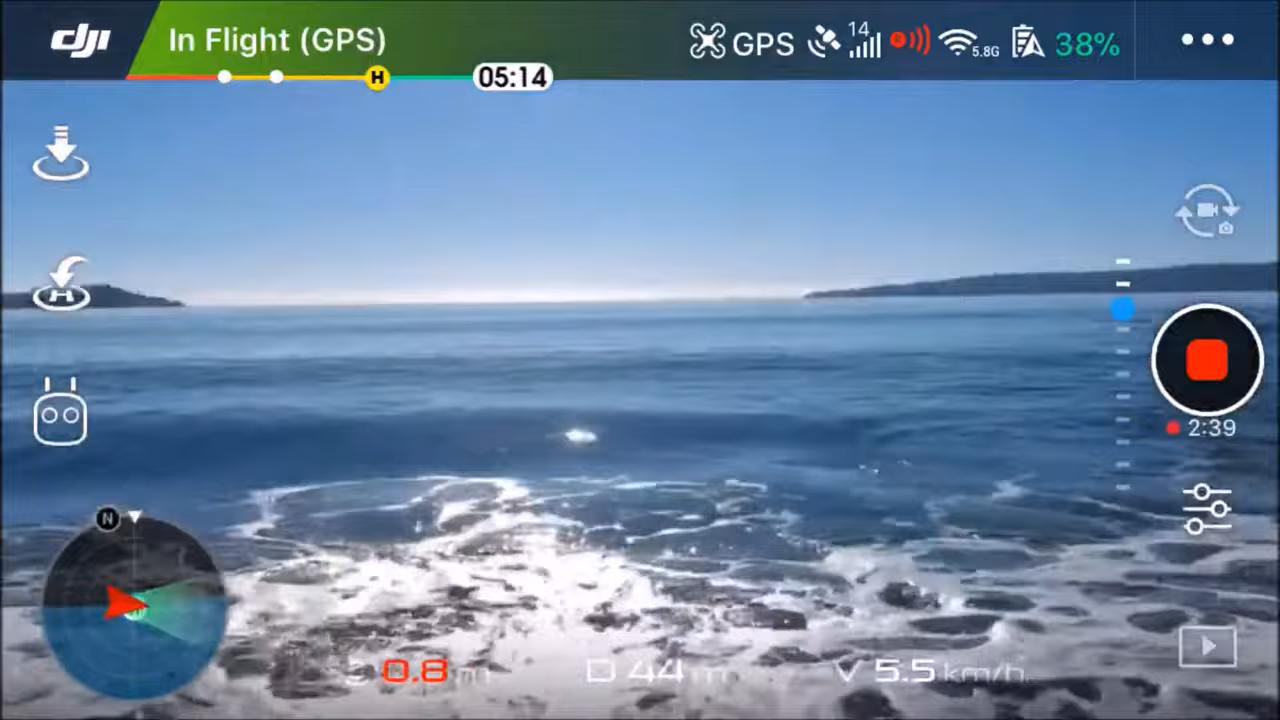 dji
In Flight (GPS)
GPS
14
5.8G
38%
H
05:14
2:39
N
0.8 m
D 44 m
V 5.5 km/h